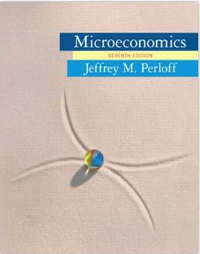 Microeconomics
SEVENTH EDITION
Jeffrey M. Perloff